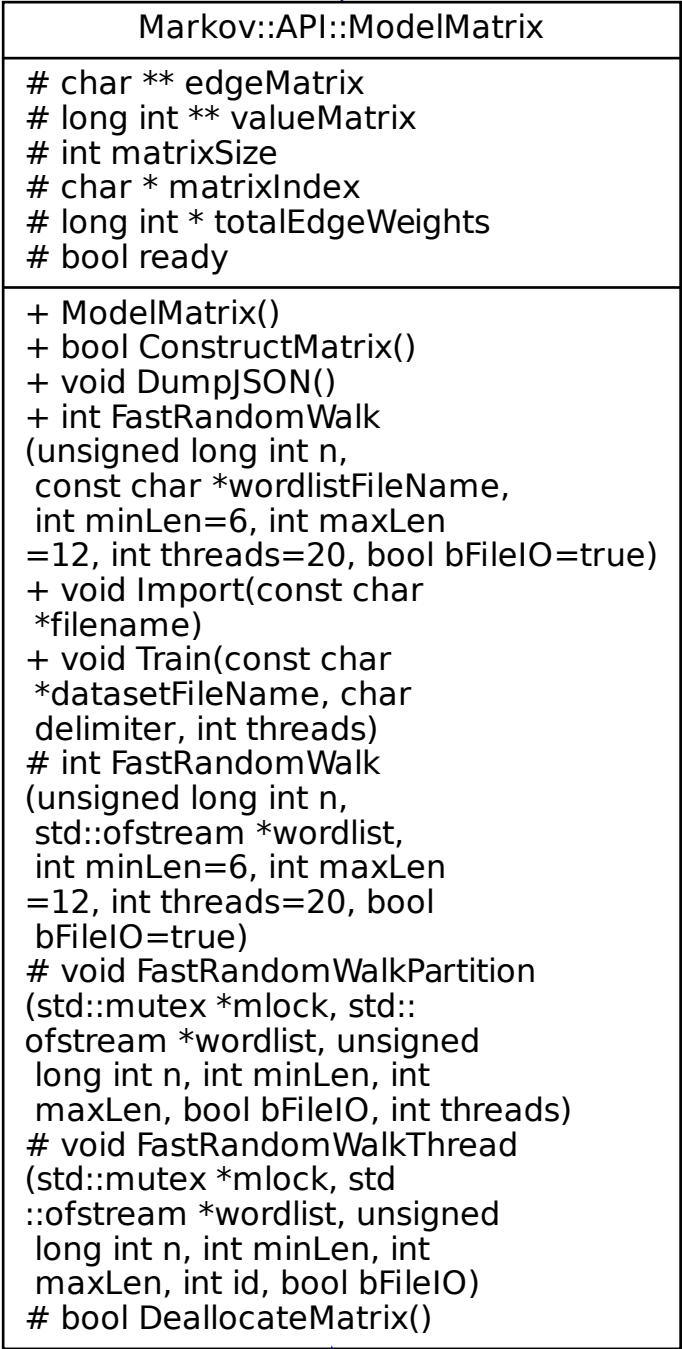 Markov::API::ModelMatrix
# char ** edgeMatrix
# long int ** valueMatrix
# int matrixSize
# char * matrixIndex
# long int * totalEdgeWeights
# bool ready
+ ModelMatrix()
+ bool ConstructMatrix()
+ void DumpJSON()
+ int FastRandomWalk
(unsigned long int n,
const char *wordlistFileName,
int minLen=6, int maxLen
=12, int threads=20, bool bFileIO=true)
+ void Import(const char
*filename)
+ void Train(const char
*datasetFileName, char
delimiter, int threads)
# int FastRandomWalk
(unsigned long int n,
std::ofstream *wordlist,
int minLen=6, int maxLen
=12, int threads=20, bool
bFileIO=true)
# void FastRandomWalkPartition
(std::mutex *mlock, std::
ofstream *wordlist, unsigned
long int n, int minLen, int
maxLen, bool bFileIO, int threads)
# void FastRandomWalkThread
(std::mutex *mlock, std
::ofstream *wordlist, unsigned
long int n, int minLen, int
maxLen, int id, bool bFileIO)
# bool DeallocateMatrix()